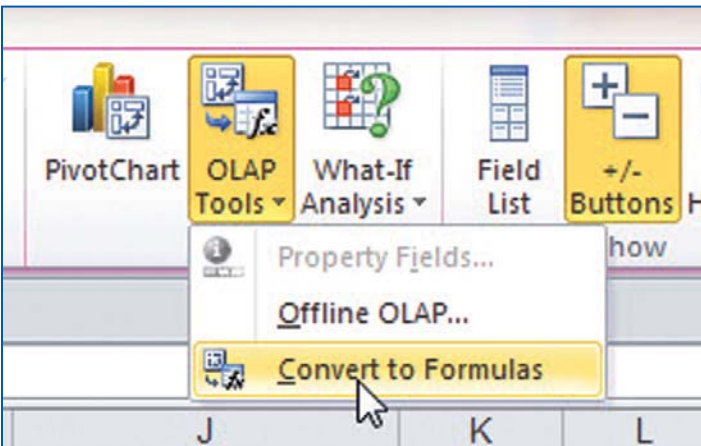 PivotChart
OLAP
Tools
What-If
Analysis
Field
List
+/-
Buttons
H
how
Property Fields...
Offline OLAP...
Convert to Formulas
J
K
L